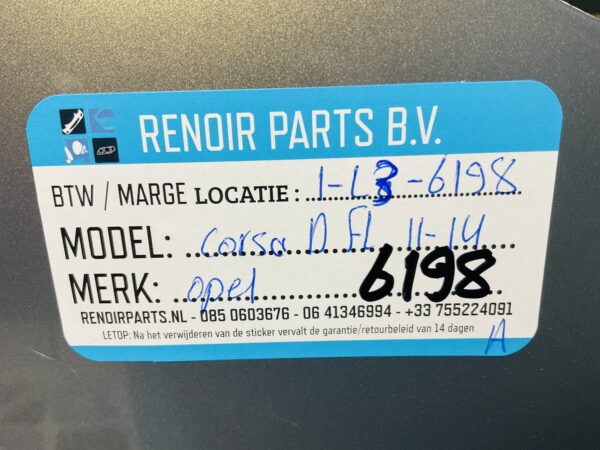 RENOIR PARTS B.V.
BTW / MARGE LOCATIE: 1-L3-6198
MODEL: Corsa D FL 11-14
MERK: opel 6198
RENOIRPARTS.NL - 085 0603676 - 06 41346994 - +33 755224091
LETOP: Na het verwijderen van de sticker vervalt de garantie/retourbeleid van 14 dagen
A